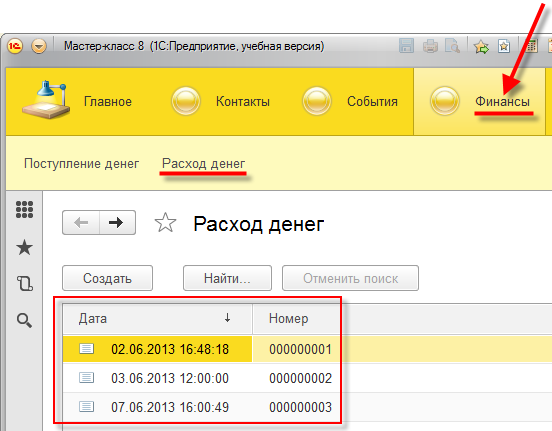 1С Мастер-класс 8 (1С:Предприятие, учебная версия)
Главное Контакты События Финансы
Поступление денег Расход денег
Расход денег
Создать Найти... Отменить поиск
Дата ↓ Номер
02.06.2013 16:48:18 000000001
03.06.2013 12:00:00 000000002
07.06.2013 16:00:49 000000003